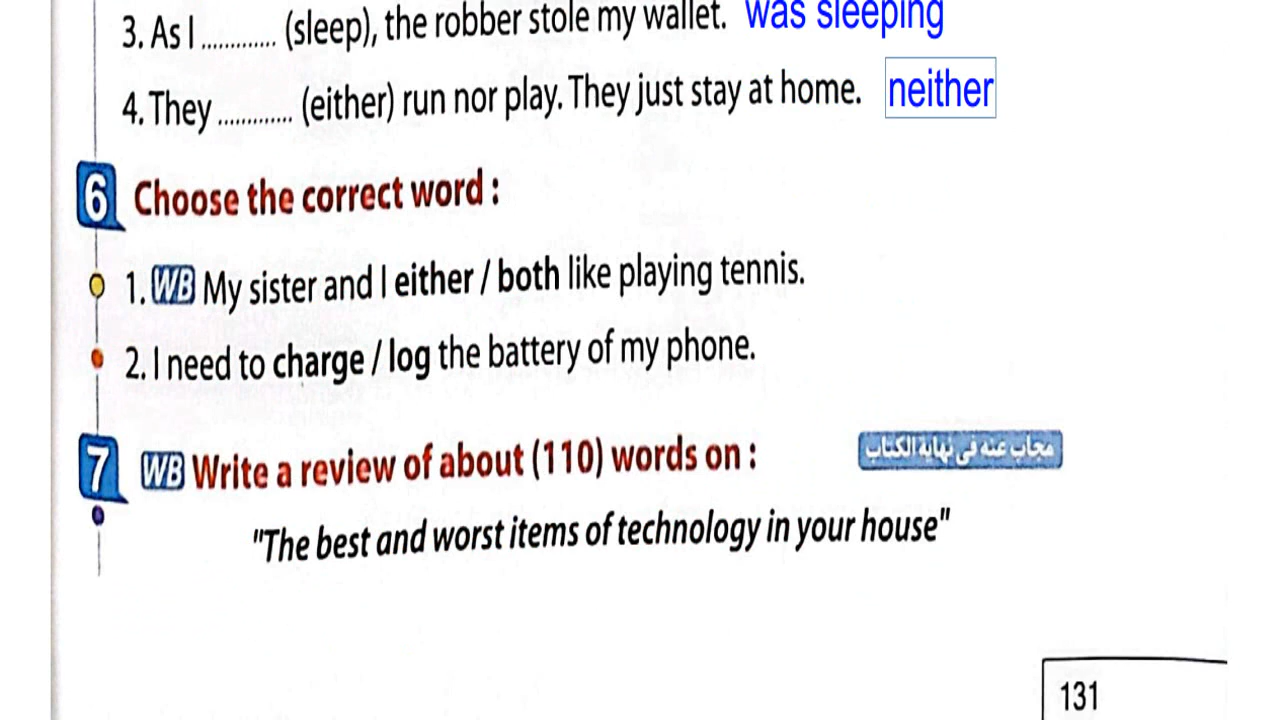 3. As I ............. (sleep), the robber stole my wallet. was sleeping
4. They ............. (either) run nor play. They just stay at home. neither
6 Choose the correct word :
1. WB My sister and I either / both like playing tennis.
2. I need to charge / log the battery of my phone.
7 WB Write a review of about (110) words on : مجاب عنه في نهاية الكتاب
"The best and worst items of technology in your house"
131